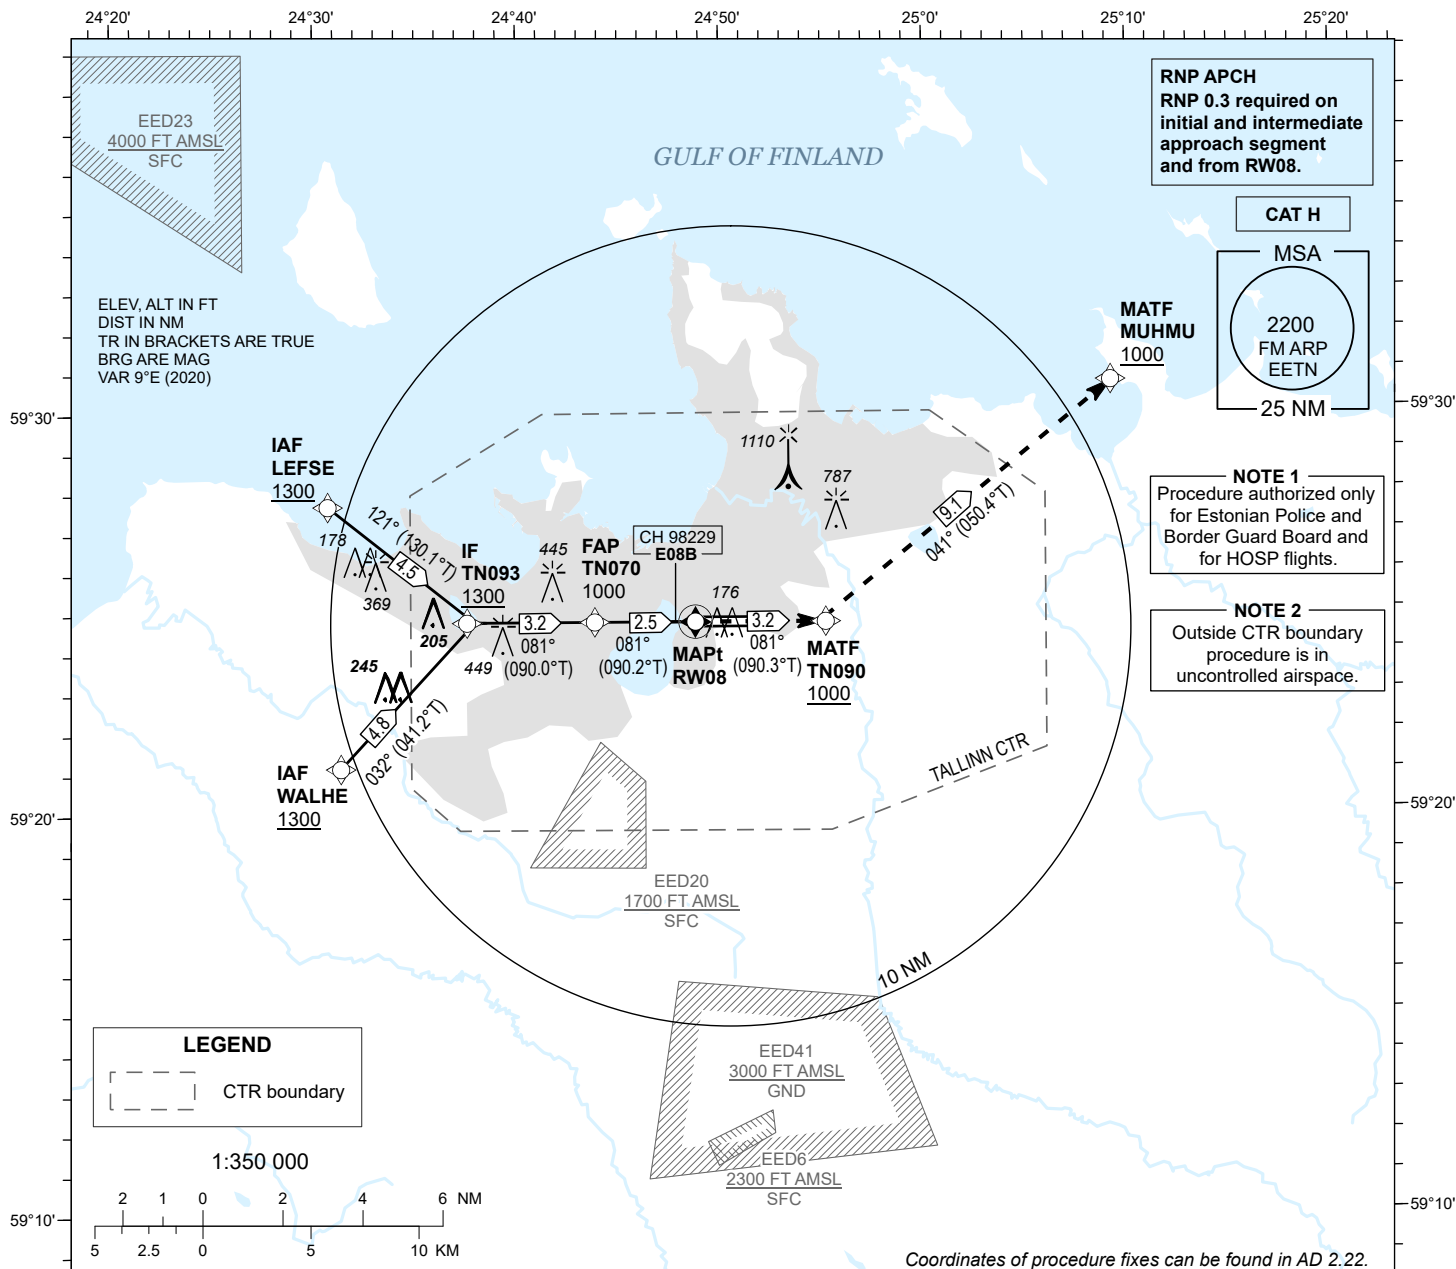 24°20' 24°30' 24°40' 24°50' 25°0' 25°10' 25°20'
EED23
4000 FT AMSL
SFC
GULF OF FINLAND
RNP APCH
RNP 0.3 required on
initial and intermediate
approach segment
and from RW08.
CAT H
MSA
2200
FM ARP
EETN
25 NM
ELEV, ALT IN FT
DIST IN NM
TR IN BRACKETS ARE TRUE
BRG ARE MAG
VAR 9°E (2020)
MATF
MUHMU
1000
59°30' 59°30'
IAF
LEFSE
1300
1110
787
NOTE 1
Procedure authorized only
for Estonian Police and
Border Guard Board and
for HOSP flights.
9.1
041° (050.4°T)
121° (130.1°T)
4.5
178
369
205
IF
TN093
1300
445
FAP
TN070
1000
CH 98229
E08B
176
3.2
2.5
3.2
449
081°
(090.0°T)
081°
(090.2°T)
MAPt
RW08
081°
(090.3°T)
MATF
TN090
1000
NOTE 2
Outside CTR boundary
procedure is in
uncontrolled airspace.
245
4.8
032° (041.2°T)
IAF
WALHE
1300
TALLINN CTR
59°20' 59°20'
EED20
1700 FT AMSL
SFC
10 NM
LEGEND
CTR boundary
EED41
3000 FT AMSL
GND
EED6
2300 FT AMSL
SFC
1:350 000
2 1 0 2 4 6 NM
5 2.5 0 5 10 KM
59°10' 59°10'
Coordinates of procedure fixes can be found in AD 2.22.